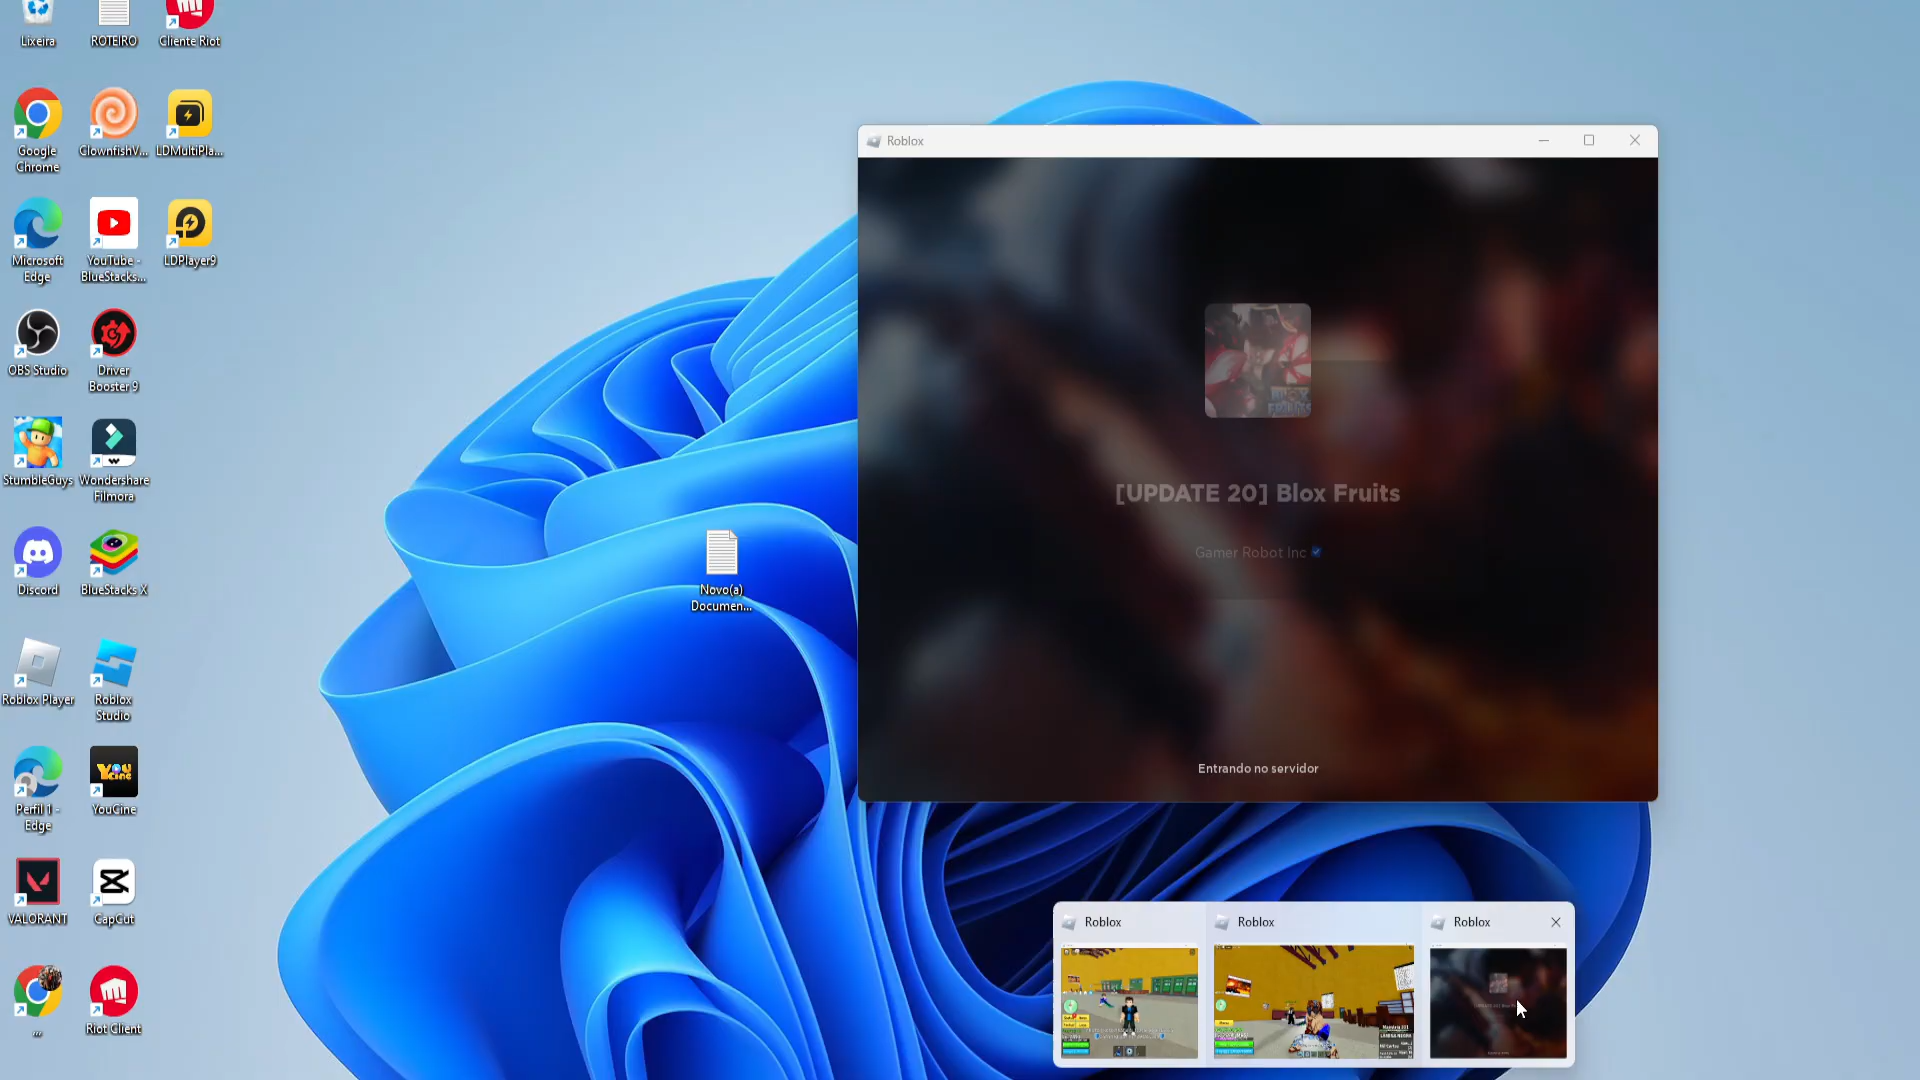 Lixeira
ROTEIRO
Cliente Riot
Google
Chrome
ClownfishV...
LDMultiPla...
Microsoft
Edge
YouTube -
BlueStacks...
LDPlayer9
OBS Studio
Driver
Booster 9
StumbleGuys
Wondershare
Filmora
Discord
BlueStacks X
Roblox Player
Roblox
Studio
Perfil 1 -
Edge
YouCine
VALORANT
CapCut
...
Riot Client
Novo(a)
Documen...
Roblox
BLOX
FRUITS
[UPDATE 20] Blox Fruits
Gamer Robot Inc
Entrando no servidor
Roblox
Roblox
Roblox